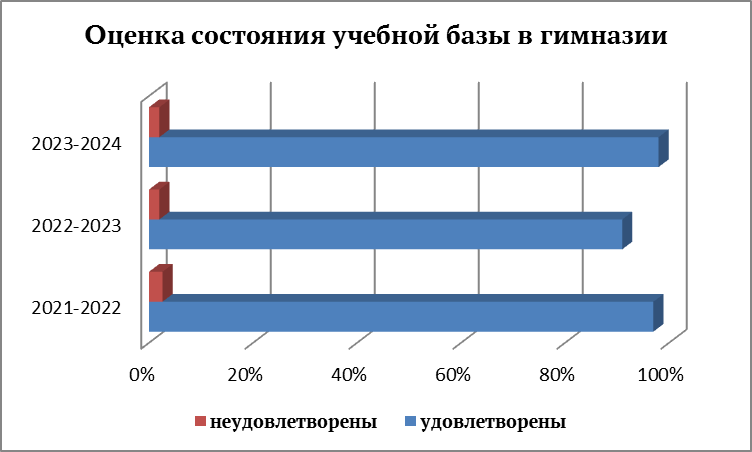 Оценка состояния учебной базы в гимназии
2023-2024
2022-2023
2021-2022
0% 20% 40% 60% 80% 100%
неудовлетворены удовлетворены